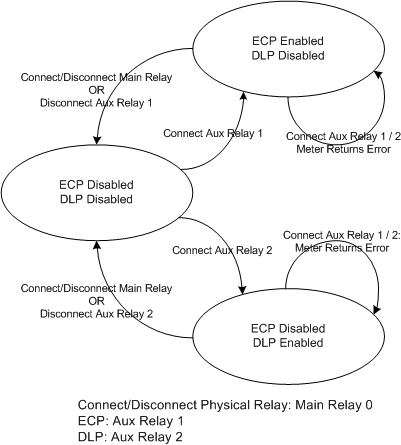 ECP Enabled
DLP Disabled
Connect/Disconnect Main Relay
OR
Disconnect Aux Relay 1
Connect Aux Relay 1
Connect Aux Relay 1 / 2
Meter Returns Error
ECP Disabled
DLP Disabled
Connect Aux Relay 2
Connect Aux Relay 1 / 2:
Meter Returns Error
Connect/Disconnect Main Relay
OR
Disconnect Aux Relay 2
ECP Disabled
DLP Enabled
Connect/Disconnect Physical Relay: Main Relay 0
ECP: Aux Relay 1
DLP: Aux Relay 2